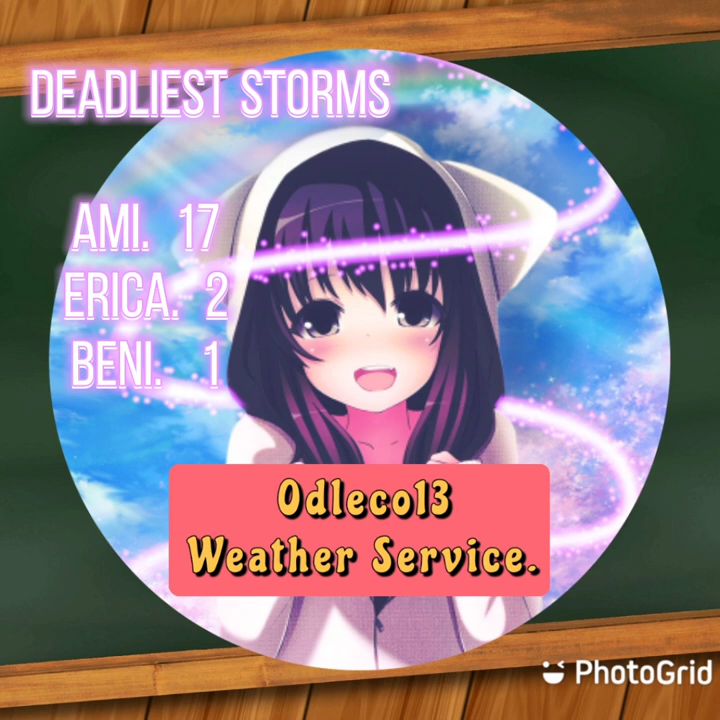 DEADLIEST STORMS
AMI. 17
ERICA. 2
BENI. 1
Odleco13
Weather Service.
PhotoGrid